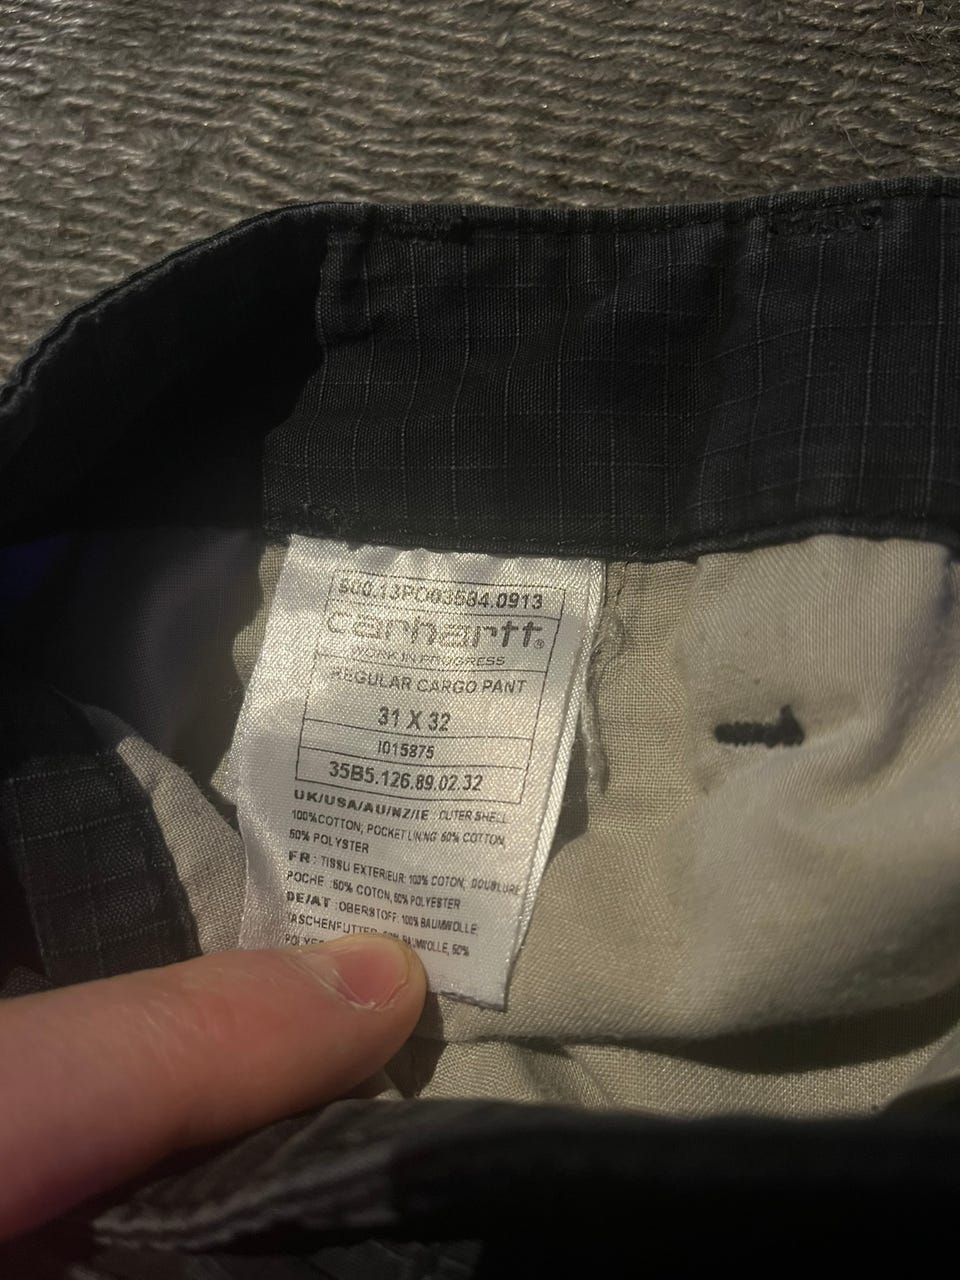 500.13PO03584.0913
carhartt®
WORK IN PROGRESS
REGULAR CARGO PANT
31 X 32
I015875
35B5.126.89.02.32
UK/USA/AU/NZ/IE : OUTER SHELL
100%COTTON; POCKET LINING 50% COTTON,
50% POLYSTER
FR : TISSU EXTERIEUR: 100% COTON; DOUBLURE
POCHE :50% COTON, 50% POLYESTER
DE/AT :OBERSTOFF: 100% BAUMWOLLE;
BAUMWOLLE, 50%